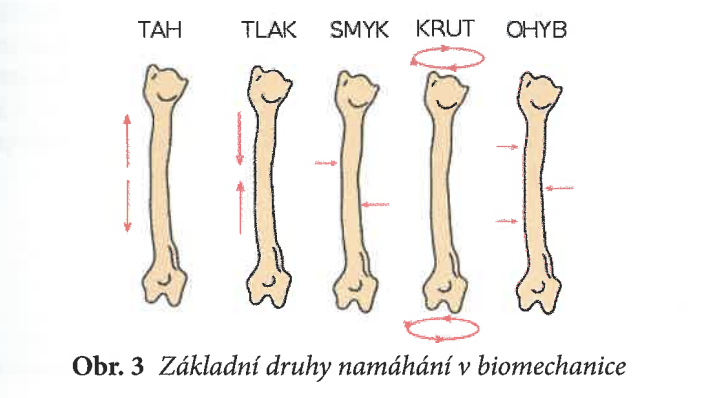 TAH TLAK SMYK KRUT OHYB
Obr. 3 Základní druhy namáhání v biomechanice